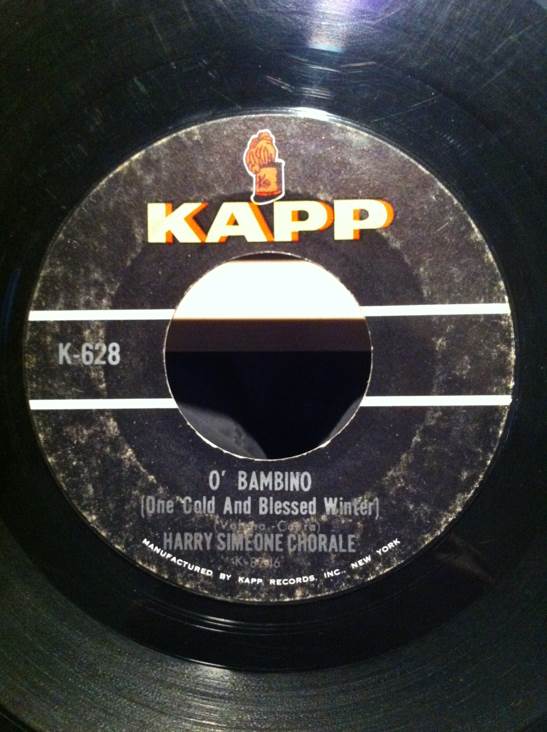 KAPP
K-628
O' BAMBINO
(One Cold And Blessed Winter)
HARRY SIMEONE CHORALE
MANUFACTURED BY KAPP RECORDS, INC. NEW YORK